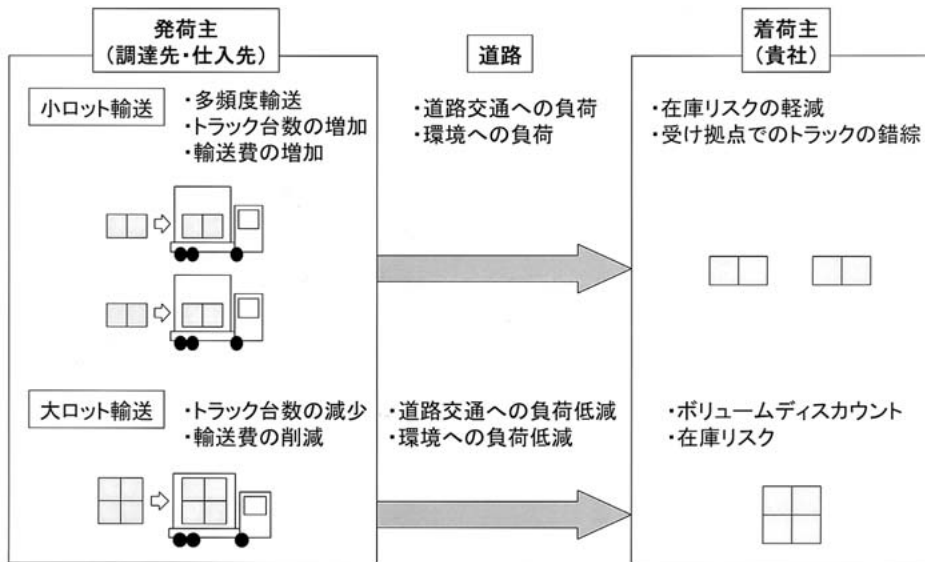 発荷主
(調達先・仕入先)
道路
着荷主
(貴社)
小ロット輸送
・多頻度輸送
・トラック台数の増加
・輸送費の増加
・道路交通への負荷
・環境への負荷
・在庫リスクの軽減
・受け拠点でのトラックの錯綜
大ロット輸送
・トラック台数の減少
・輸送費の削減
・道路交通への負荷低減
・環境への負荷低減
・ボリュームディスカウント
・在庫リスク